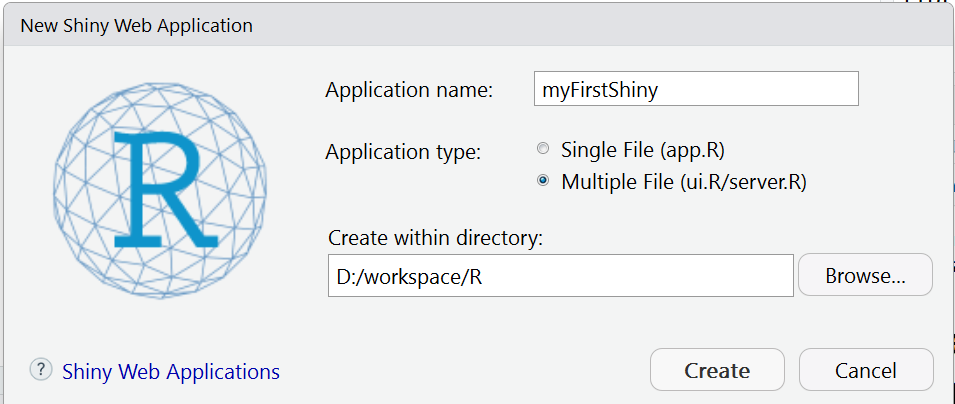 New Shiny Web Application
Application name: myFirstShiny
Application type: Single File (app.R)
Multiple File (ui.R/server.R)
Create within directory:
D:/workspace/R Browse...
R
? Shiny Web Applications Create Cancel